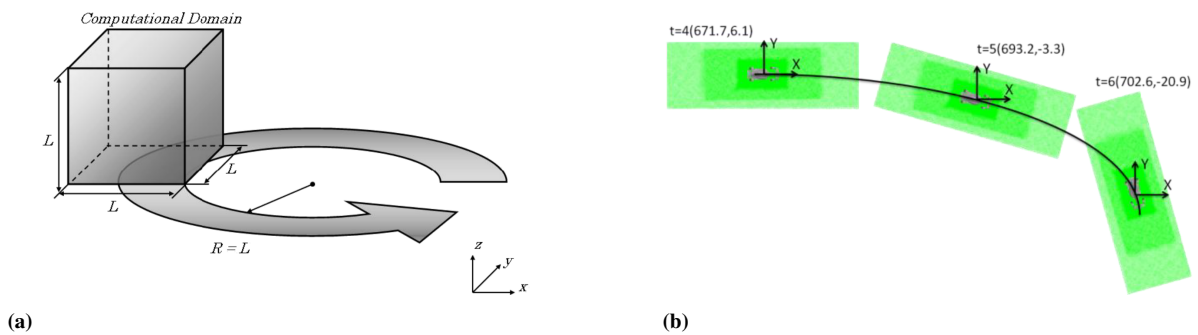 Computational Domain
L
L
L
R = L
z
y
x
(a)
t=4(671.7,6.1)
Y
X
t=5(693.2,-3.3)
Y
X
t=6(702.6,-20.9)
Y
X
(b)